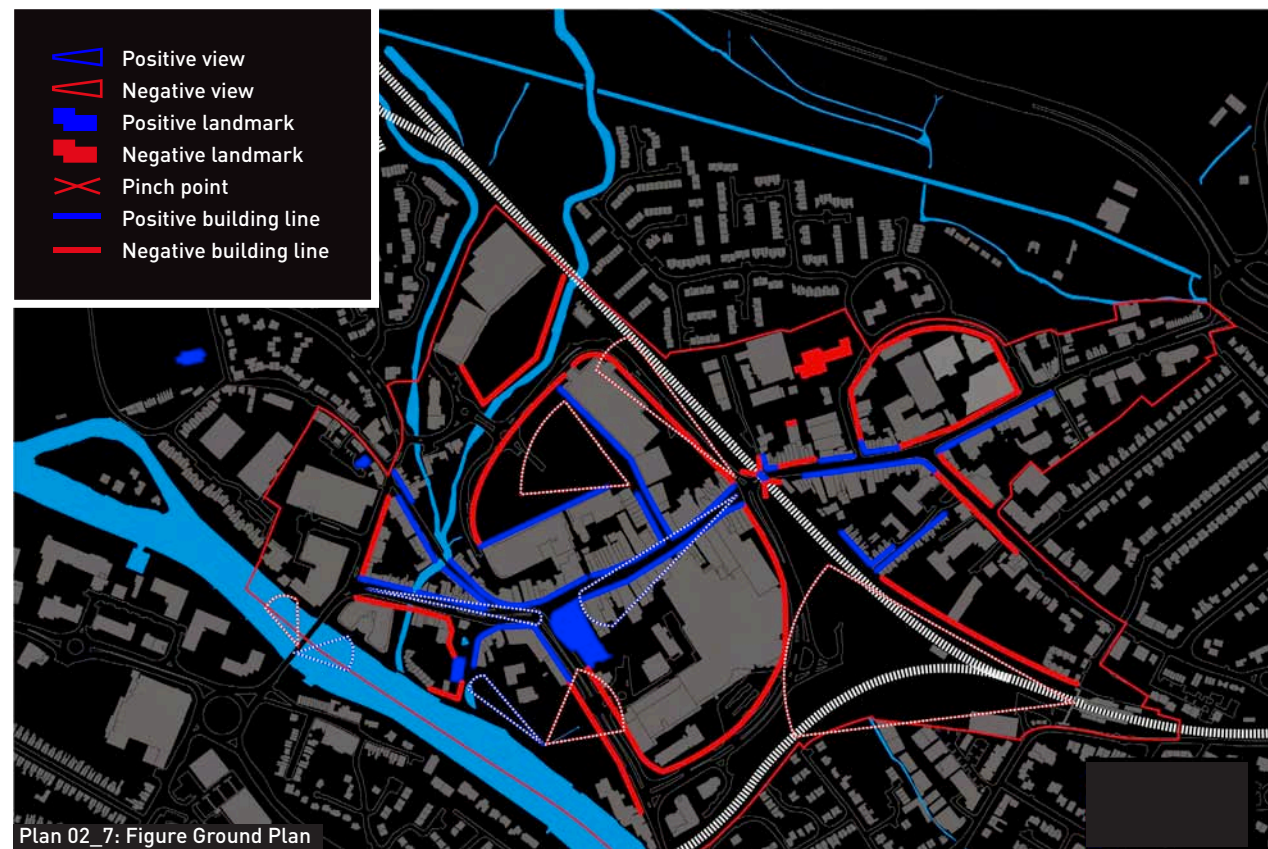 Positive view
Negative view
Positive landmark
Negative landmark
Pinch point
Positive building line
Negative building line
Plan 02_7: Figure Ground Plan